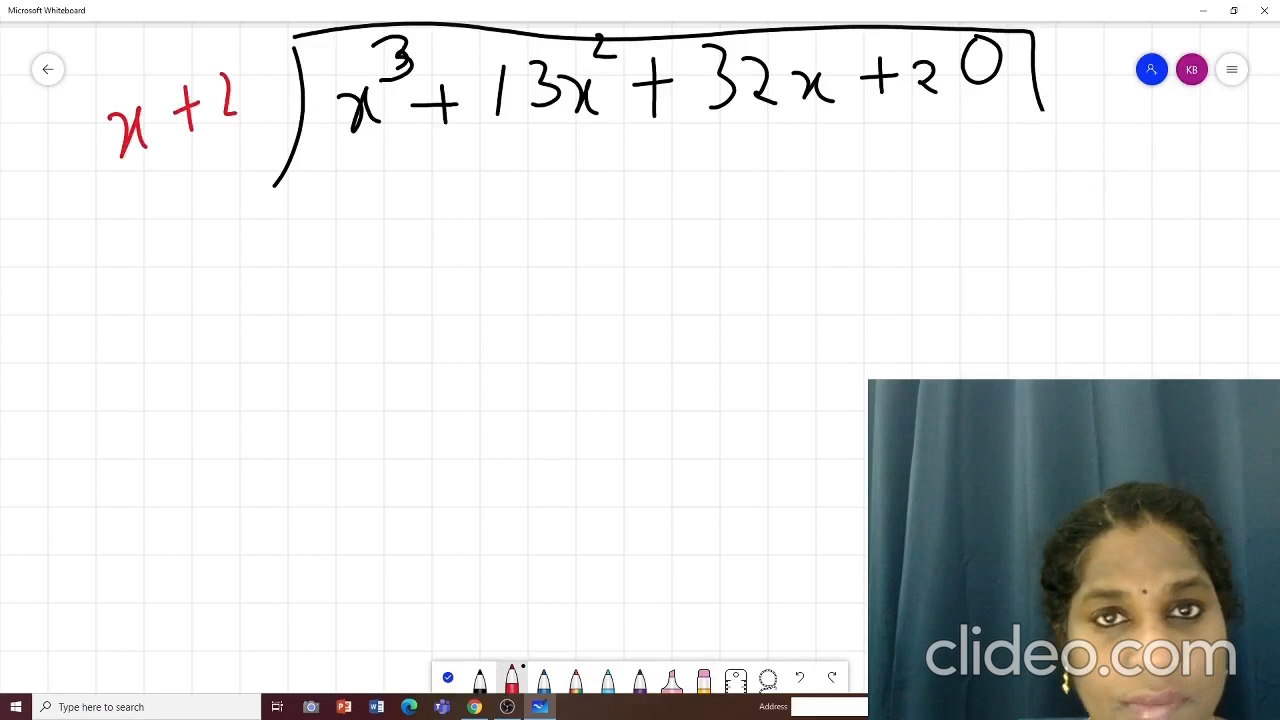 Microsoft Whiteboard
x + 2 ) x³ + 13x² + 32x + 20
KB
clideo.com
Type here to search
Address